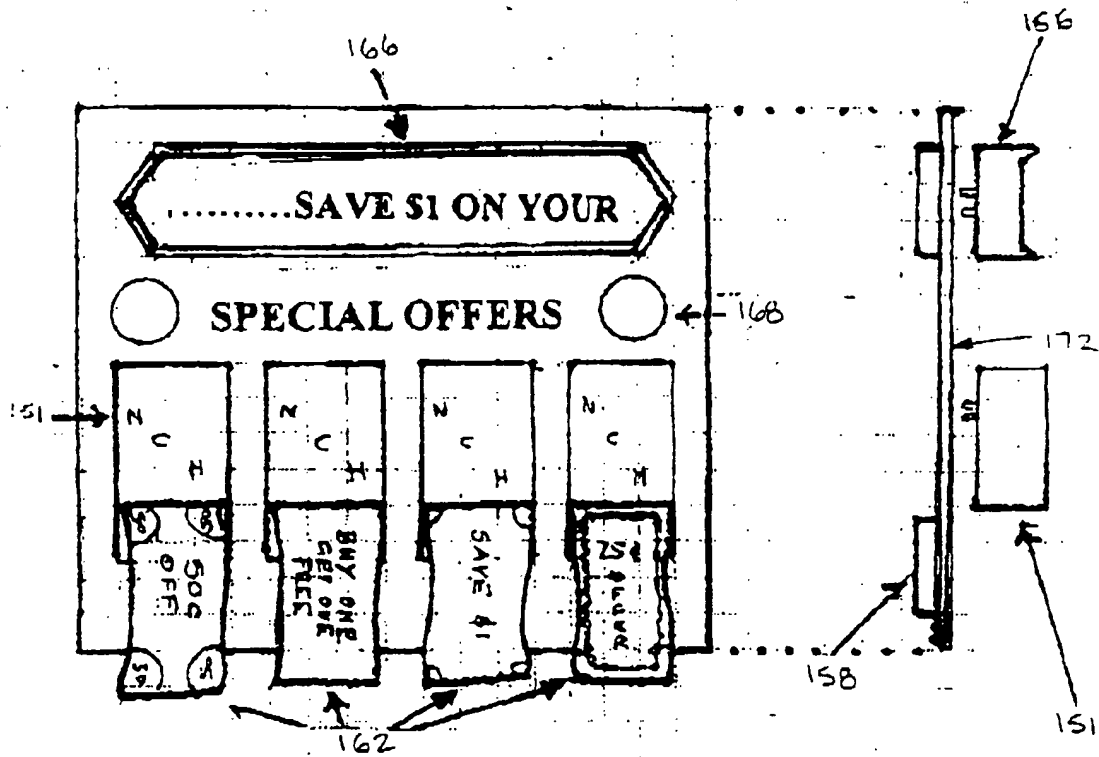 166
155
..........SAVE $1 ON YOUR
SPECIAL OFFERS
168
172
151
N U H
N U H
N U H
N U H
50¢ OFF
BUY ONE
GET ONE
FREE
SAVE $1
158
151
162